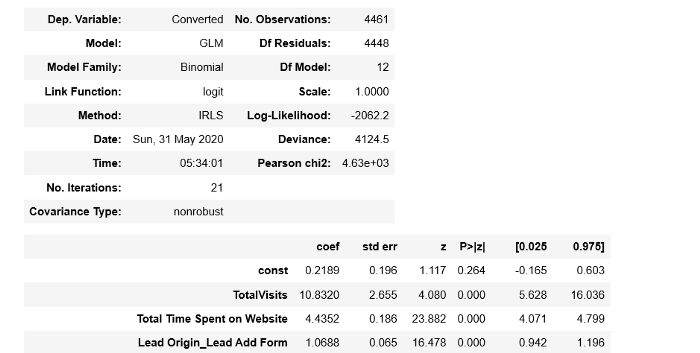 Dep. Variable: Converted No. Observations: 4461
Model: GLM Df Residuals: 4448
Model Family: Binomial Df Model: 12
Link Function: logit Scale: 1.0000
Method: IRLS Log-Likelihood: -2062.2
Date: Sun, 31 May 2020 Deviance: 4124.5
Time: 05:34:01 Pearson chi2: 4.63e+03
No. Iterations: 21
Covariance Type: nonrobust
coef std err z P>|z| [0.025 0.975]
const 0.2189 0.196 1.117 0.264 -0.165 0.603
TotalVisits 10.8320 2.655 4.080 0.000 5.628 16.036
Total Time Spent on Website 4.4352 0.186 23.882 0.000 4.071 4.799
Lead Origin_Lead Add Form 1.0688 0.065 16.478 0.000 0.942 1.196